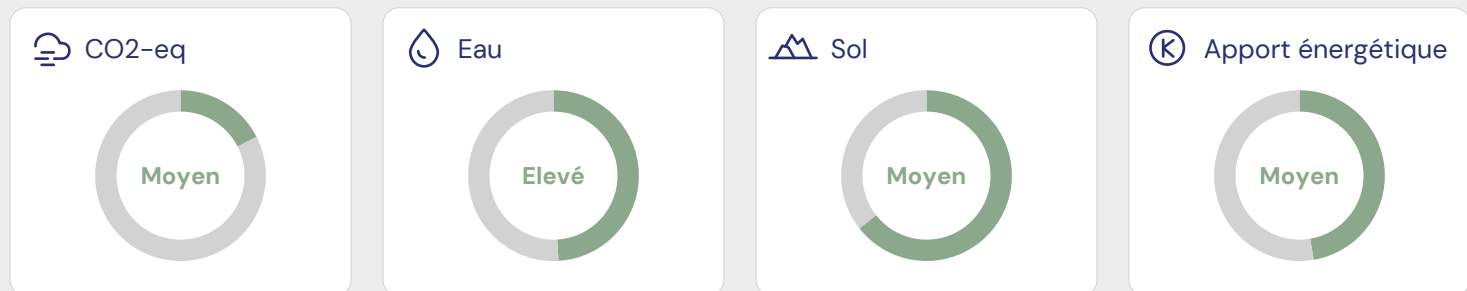 CO2-eq
Moyen
Eau
Elevé
Sol
Moyen
Apport énergétique
Moyen